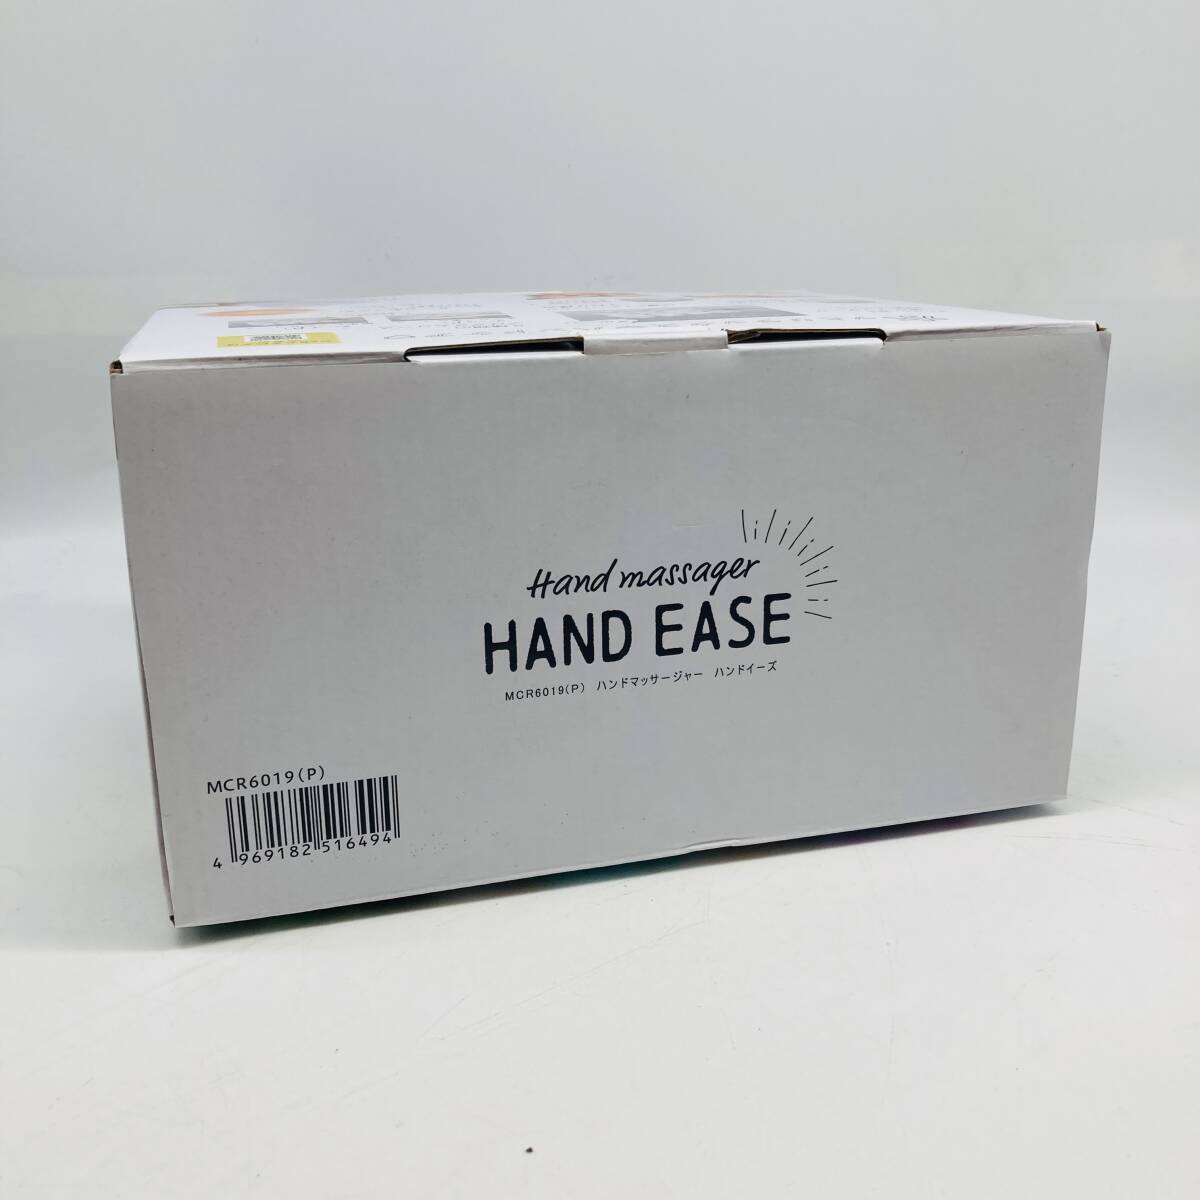 Hand massager
HAND EASE
MCR6019(P) ハンドマッサージャー ハンドイーズ
MCR6019(P)
4 969182 516494